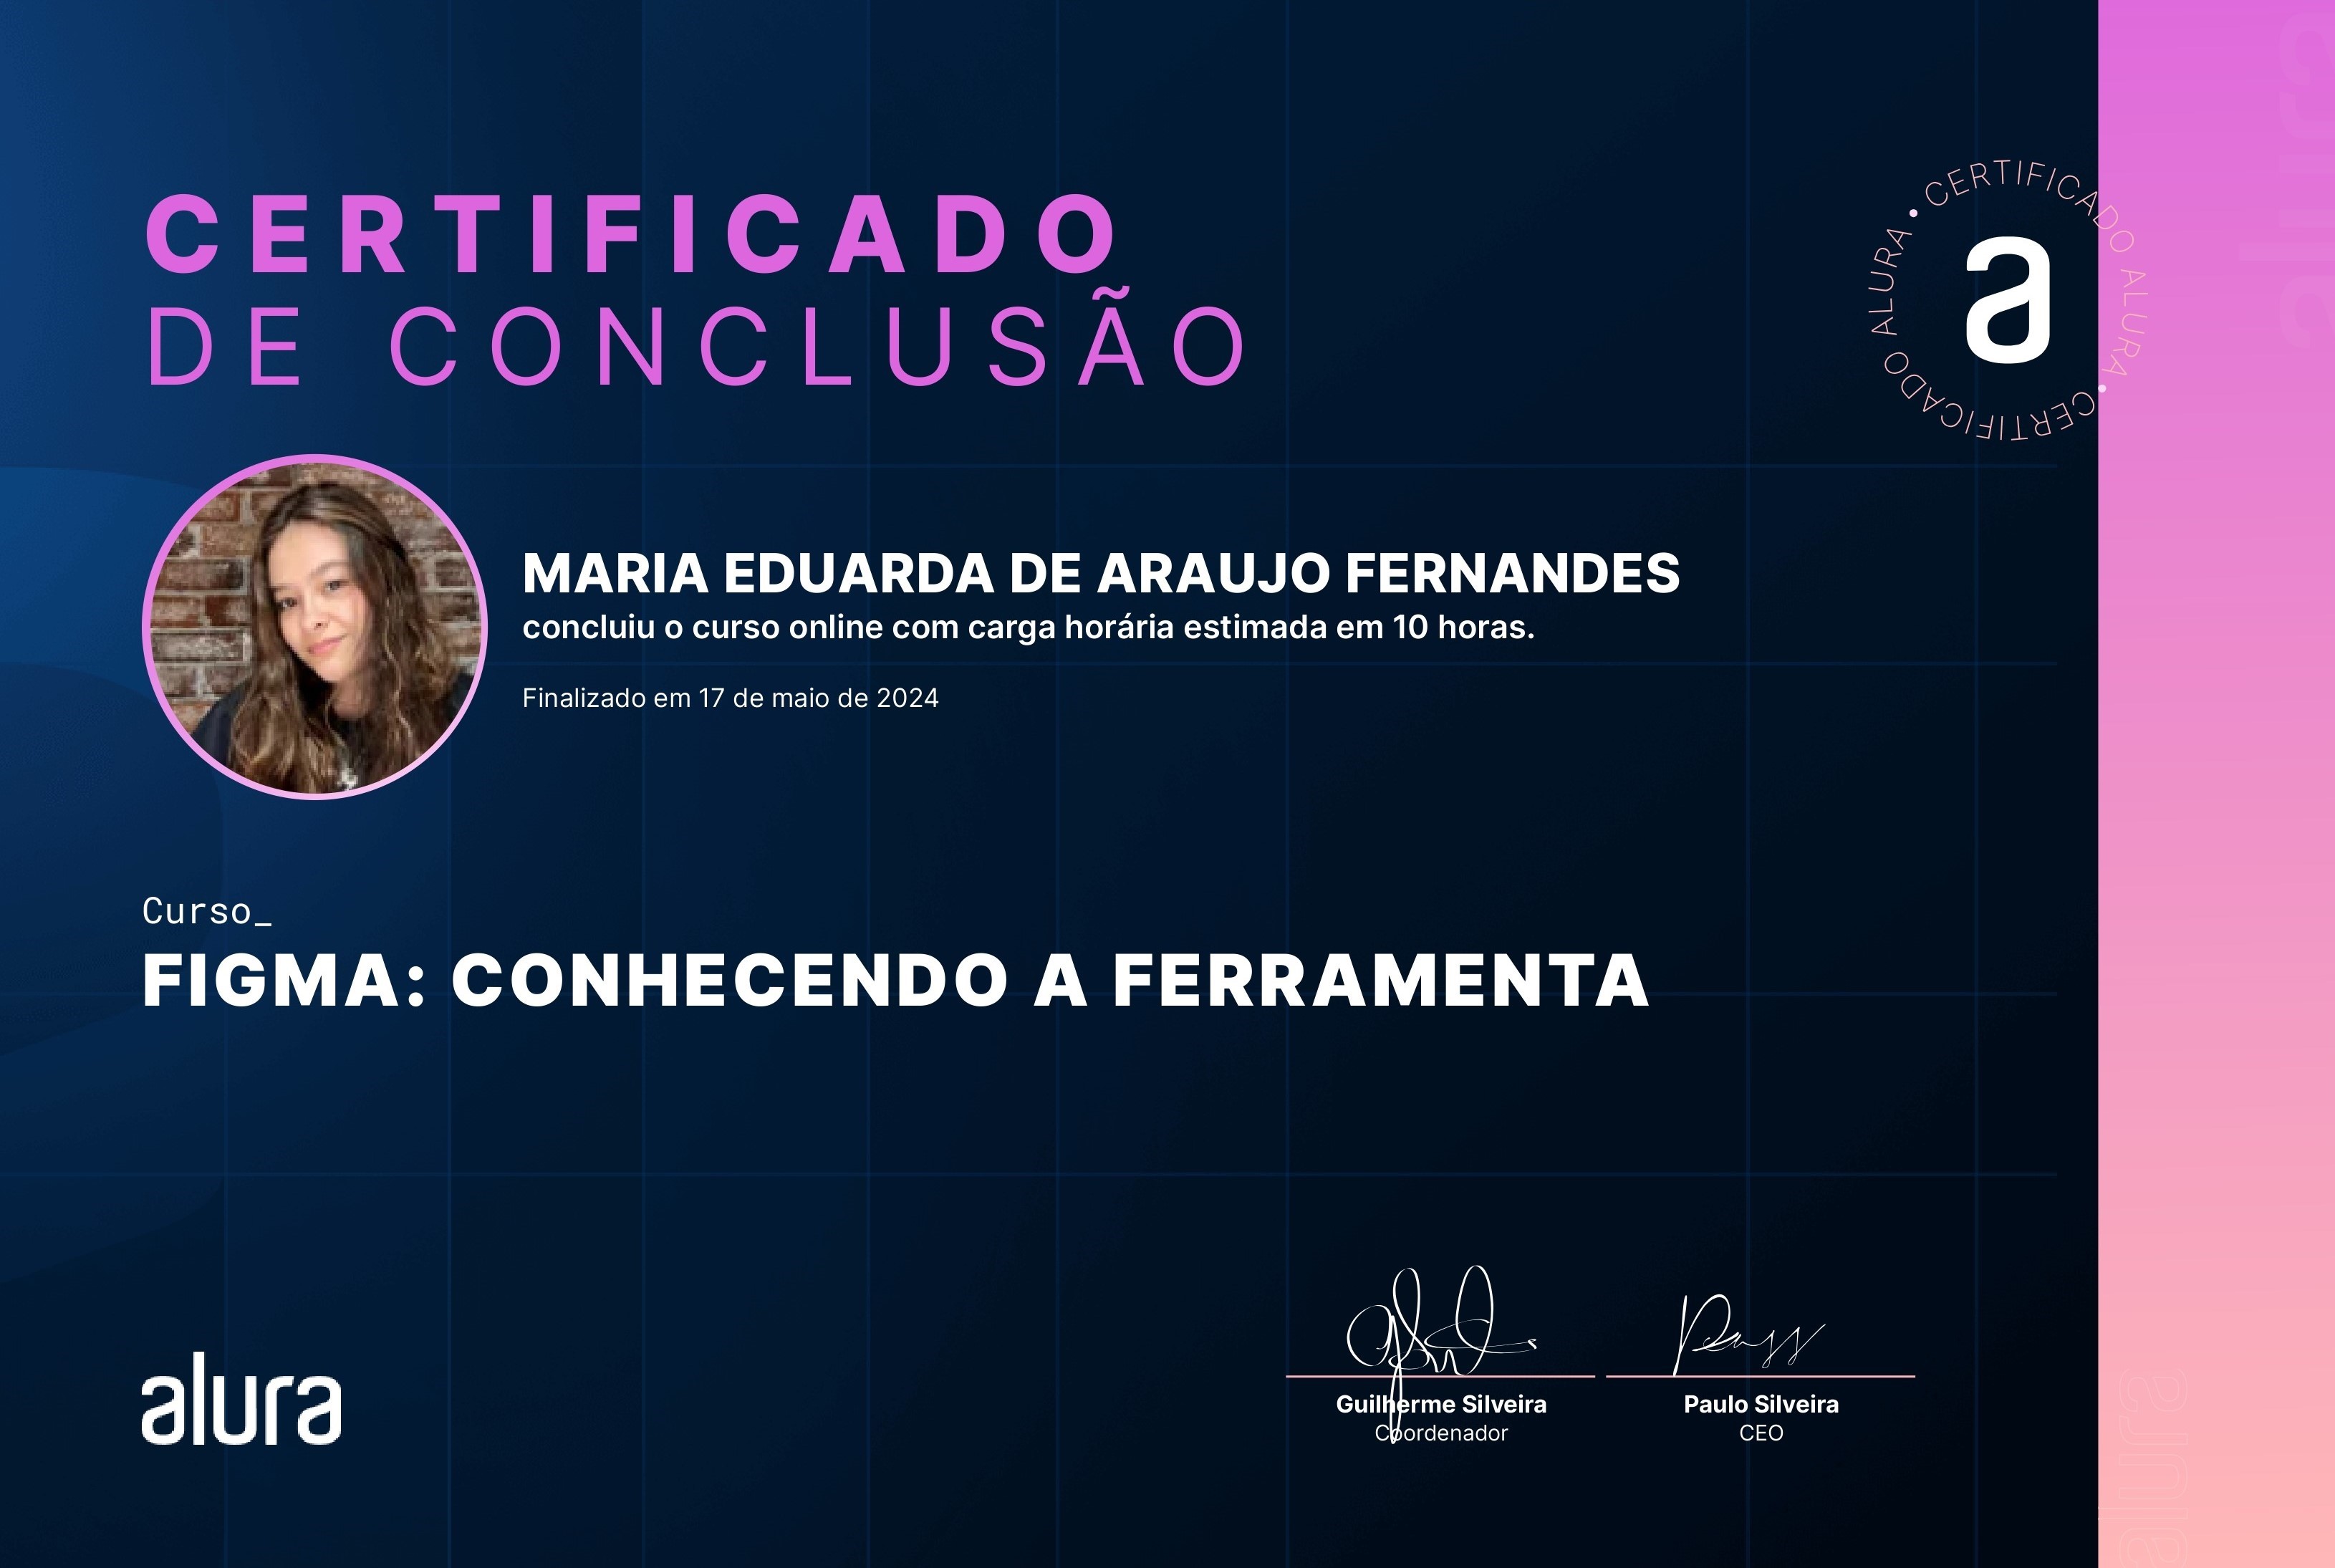 CERTIFICADO
DE CONCLUSÃO
CERTIFICADO ALURA • CERTIFICADO ALURA •
a
MARIA EDUARDA DE ARAUJO FERNANDES
concluiu o curso online com carga horária estimada em 10 horas.
Finalizado em 17 de maio de 2024
Curso_
FIGMA: CONHECENDO A FERRAMENTA
alura
Guilherme Silveira
Coordenador
Paulo Silveira
CEO
alura